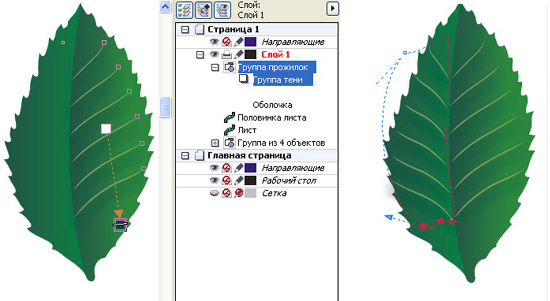 Слой:
Слой 1
Страница 1
Направляющие
Слой 1
Группа прожилок
Группа тени
Оболочка
Половинка листа
Лист
Группа из 4 объектов
Главная страница
Направляющие
Рабочий стол
Сетка